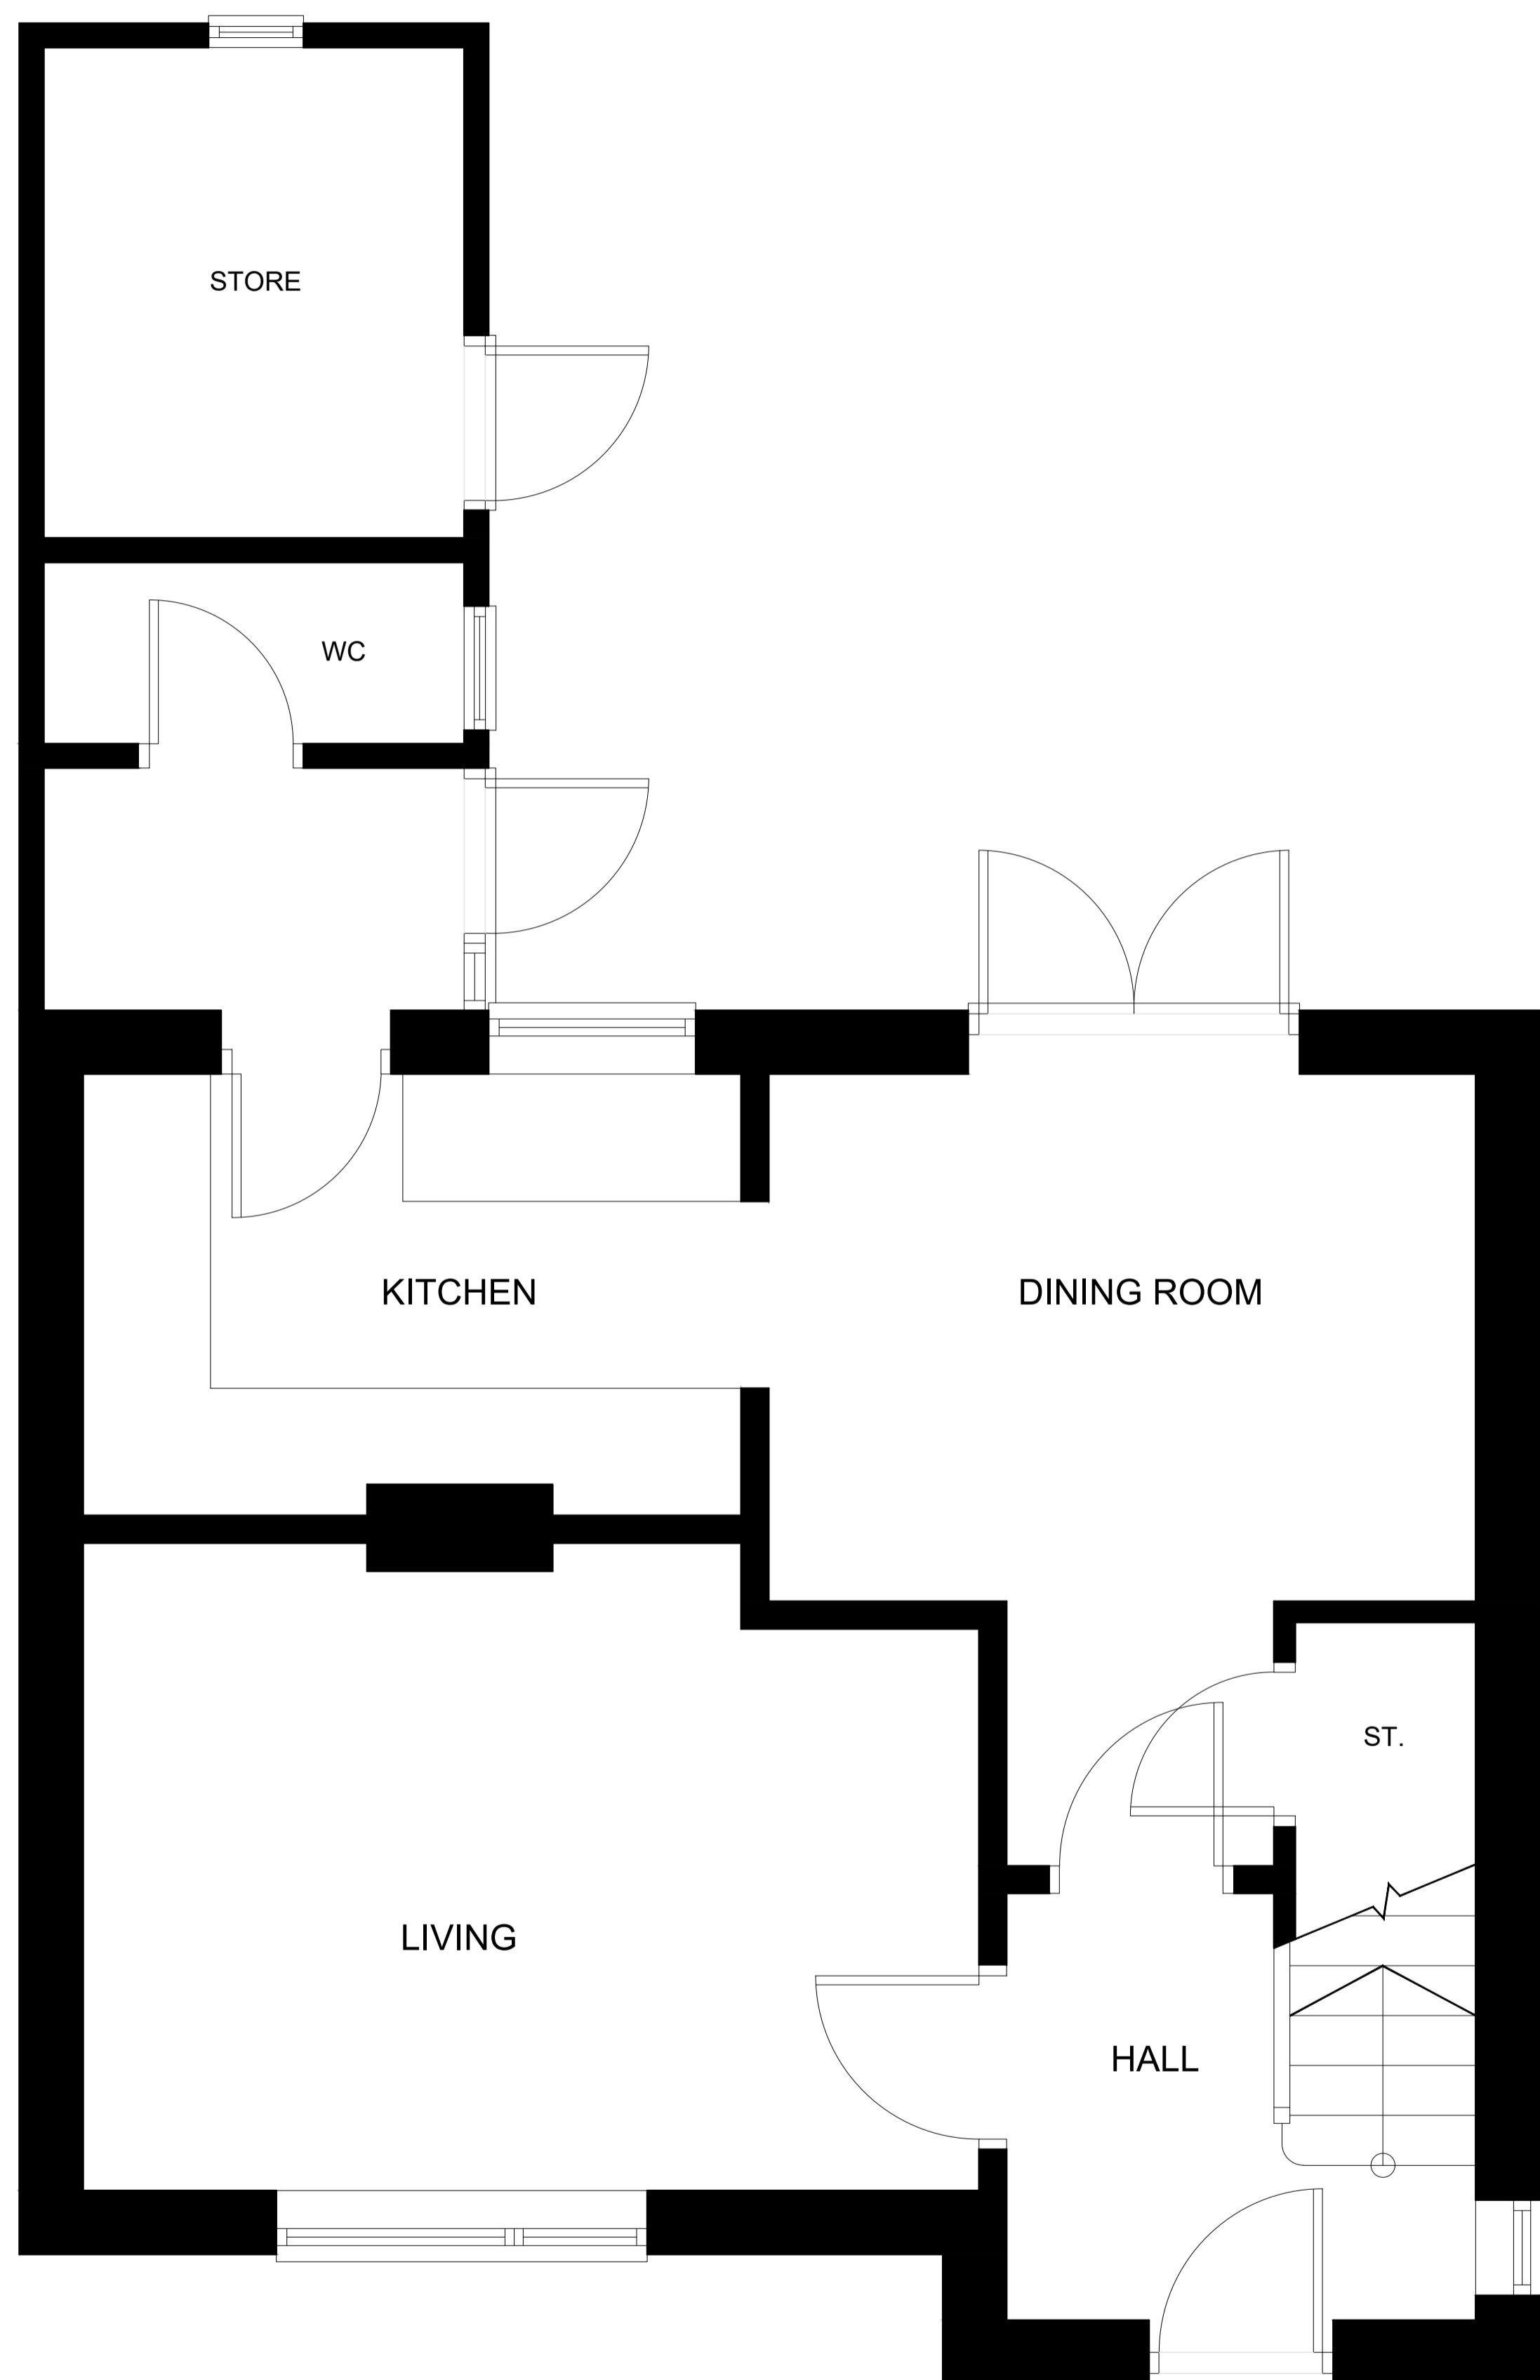 STORE
WC
KITCHEN
DINING ROOM
ST.
LIVING
HALL